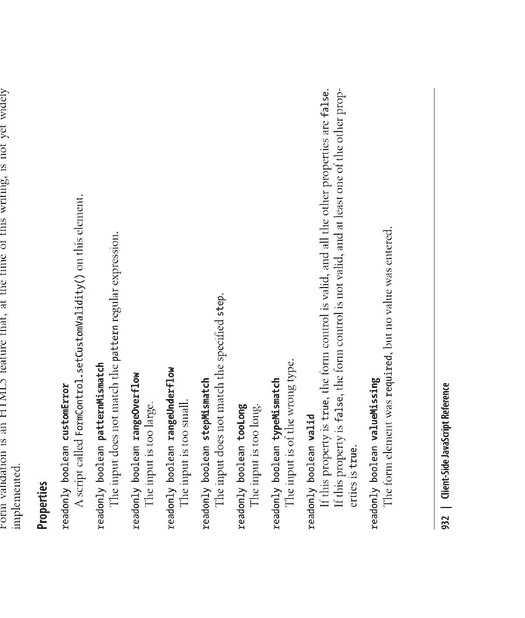 Form validation is an HTML5 feature that, at the time of this writing, is not yet widely
implemented.
Properties
readonly boolean customError
A script called FormControl.setCustomValidity() on this element.
readonly boolean patternMismatch
The input does not match the pattern regular expression.
readonly boolean rangeOverflow
The input is too large.
readonly boolean rangeUnderflow
The input is too small.
readonly boolean stepMismatch
The input does not match the specified step.
readonly boolean tooLong
The input is too long.
readonly boolean typeMismatch
The input is of the wrong type.
readonly boolean valid
If this property is true, the form control is valid, and all the other properties are false.
If this property is false, the form control is not valid, and at least one of the other prop-
erties is true.
readonly boolean valueMissing
The form element was required, but no value was entered.
932 | Client-Side JavaScript Reference